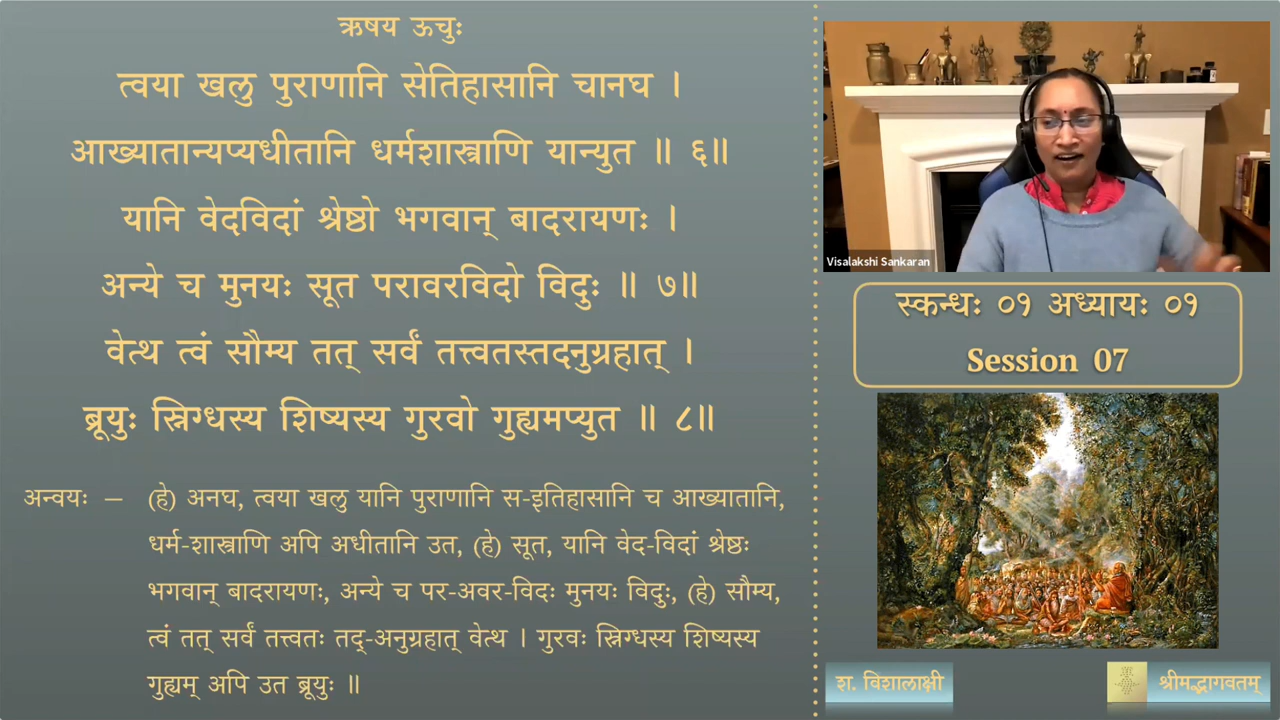 ऋषय ऊचुः
त्वया खलु पुराणानि सेतिहासानि चानघ ।
आख्यातान्यप्यधीतानि धर्मशास्त्राणि यान्युत ॥ ६॥
यानि वेदविदां श्रेष्ठो भगवान् बादरायणः ।
अन्ये च मुनयः सूत परावरविदो विदुः ॥ ७॥
वेत्थ त्वं सौम्य तत् सर्वं तत्त्वतस्तदनुग्रहात् ।
ब्रूयुः स्निग्धस्य शिष्यस्य गुरवो गुह्यमप्युत ॥ ८॥
अन्वयः — (हे) अनघ, त्वया खलु यानि पुराणानि स-इतिहासानि च आख्यातानि,
धर्म-शास्त्राणि अपि अधीतानि उत, (हे) सूत, यानि वेद-विदां श्रेष्ठः
भगवान् बादरायणः, अन्ये च पर-अवर-विदः मुनयः विदुः, (हे) सौम्य,
त्वं तत् सर्वं तत्त्वतः तद्-अनुग्रहात् वेत्थ । गुरवः स्निग्धस्य शिष्यस्य
गुह्यम् अपि उत ब्रूयुः ॥
Visalakshi Sankaran
स्कन्धः ०१ अध्यायः ०१
Session 07
श. विशालाक्षी
श्रीमद्भागवतम्